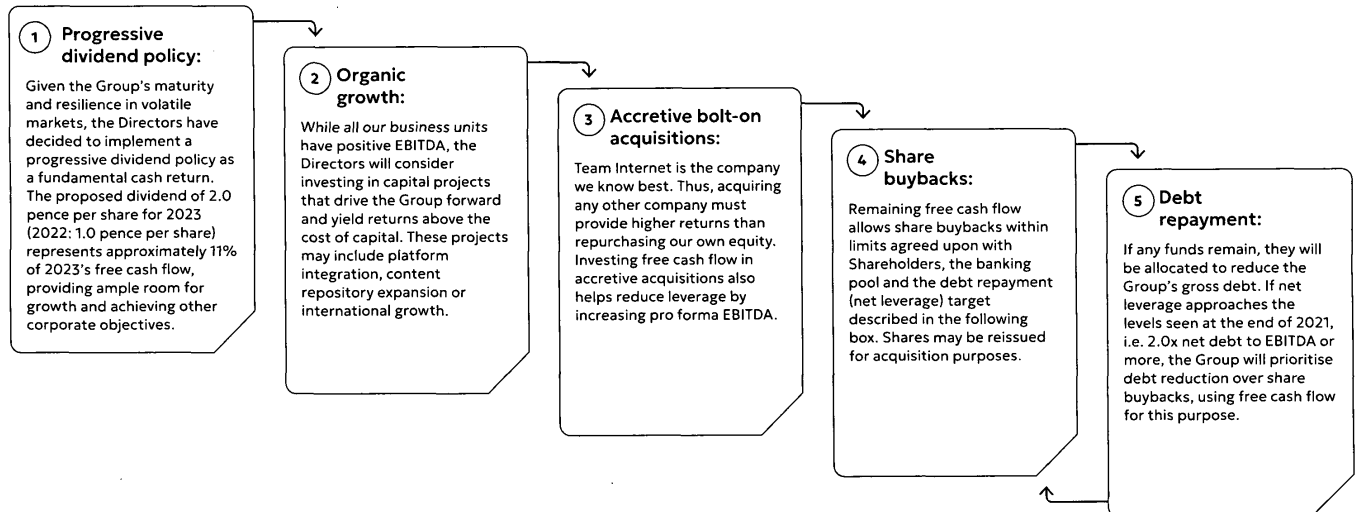 1 Progressive
dividend policy:
Given the Group's maturity
and resilience in volatile
markets, the Directors have
decided to implement a
progressive dividend policy as
a fundamental cash return.
The proposed dividend of 2.0
pence per share for 2023
(2022: 1.0 pence per share)
represents approximately 11%
of 2023's free cash flow,
providing ample room for
growth and achieving other
corporate objectives.
2 Organic
growth:
While all our business units
have positive EBITDA, the
Directors will consider
investing in capital projects
that drive the Group forward
and yield returns above the
cost of capital. These projects
may include platform
integration, content
repository expansion or
international growth.
3 Accretive bolt-on
acquisitions:
Team Internet is the company
we know best. Thus, acquiring
any other company must
provide higher returns than
repurchasing our own equity.
Investing free cash flow in
accretive acquisitions also
helps reduce leverage by
increasing pro forma EBITDA.
4 Share
buybacks:
Remaining free cash flow
allows share buybacks within
limits agreed upon with
Shareholders, the banking
pool and the debt repayment
(net leverage) target
described in the following
box. Shares may be reissued
for acquisition purposes.
5 Debt
repayment:
If any funds remain, they will
be allocated to reduce the
Group's gross debt. If net
leverage approaches the
levels seen at the end of 2021,
i.e. 2.0x net debt to EBITDA or
more, the Group will prioritise
debt reduction over share
buybacks, using free cash flow
for this purpose.